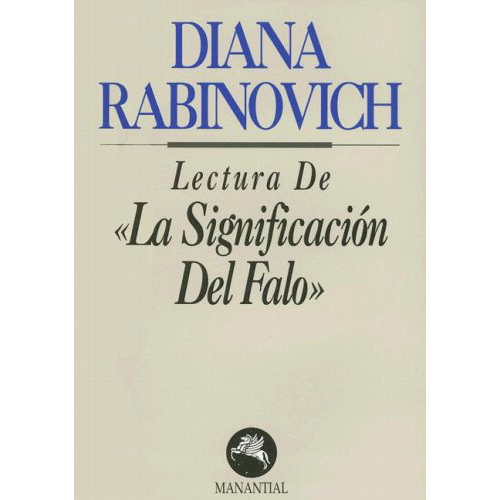 DIANA
RABINOVICH
Lectura De
«La Significación
Del Falo»
MANANTIAL